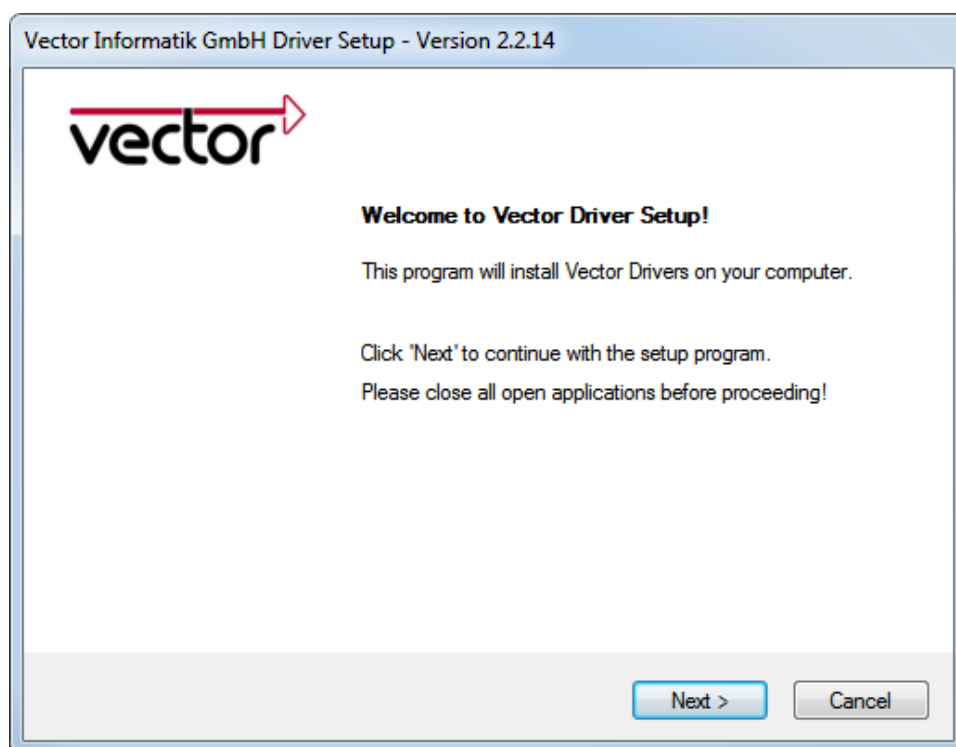 Vector Informatik GmbH Driver Setup - Version 2.2.14
vector
Welcome to Vector Driver Setup!
This program will install Vector Drivers on your computer.
Click 'Next' to continue with the setup program.
Please close all open applications before proceeding!
Next >
Cancel